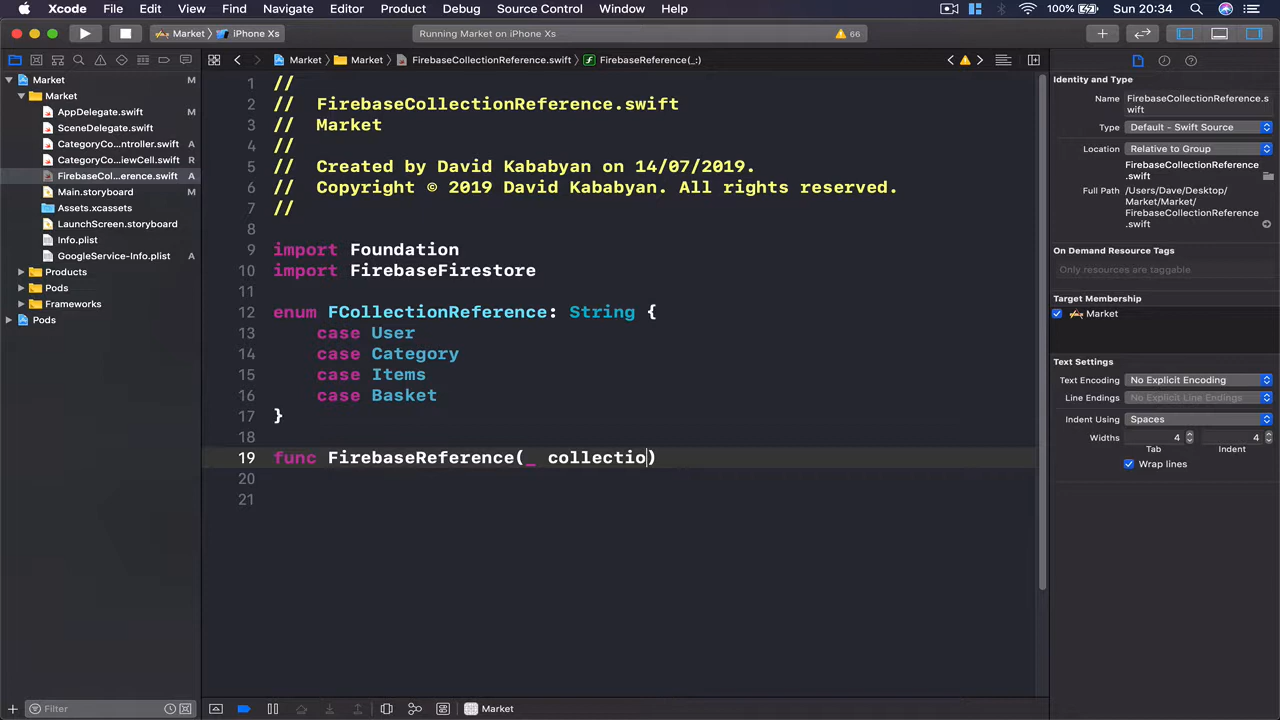 Xcode File Edit View Find Navigate Editor Product Debug Source Control Window Help 100% Sun 20:34
Market iPhone Xs Running Market on iPhone Xs 66
Market Market FirebaseCollectionReference.swift FirebaseReference(_:)
Market M
Market
AppDelegate.swift M
SceneDelegate.swift
CategoryCo...ntroller.swift A
CategoryCo...iewCell.swift R
FirebaseCol...erence.swift A
Main.storyboard M
Assets.xcassets
LaunchScreen.storyboard
Info.plist
GoogleService-Info.plist A
Products
Pods
Frameworks
Pods
Filter
1 //
2 // FirebaseCollectionReference.swift
3 // Market
4 //
5 // Created by David Kababyan on 14/07/2019.
6 // Copyright © 2019 David Kababyan. All rights reserved.
7 //
8
9 import Foundation
10 import FirebaseFirestore
11
12 enum FCollectionReference: String {
13 case User
14 case Category
15 case Items
16 case Basket
17 }
18
19 func FirebaseReference(_ collectio)
20
21
Market
Identity and Type
Name FirebaseCollectionReference.s
wift
Type Default - Swift Source
Location Relative to Group
FirebaseCollectionReference
.swift
Full Path /Users/Dave/Desktop/
Market/Market/
FirebaseCollectionReference
.swift
On Demand Resource Tags
Only resources are taggable
Target Membership
Market
Text Settings
Text Encoding No Explicit Encoding
Line Endings No Explicit Line Endings
Indent Using Spaces
Widths 4 4
Tab Indent
Wrap lines